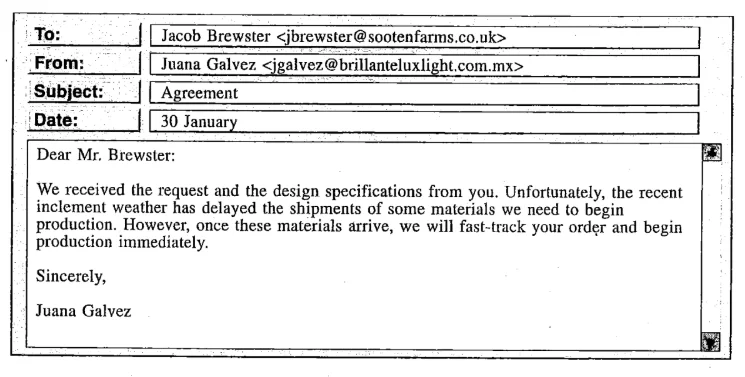 To: Jacob Brewster <jbrewster@sootenfarms.co.uk>
From: Juana Galvez <jgalvez@brillanteluxlight.com.mx>
Subject: Agreement
Date: 30 January
Dear Mr. Brewster:
We received the request and the design specifications from you. Unfortunately, the recent
inclement weather has delayed the shipments of some materials we need to begin
production. However, once these materials arrive, we will fast-track your order and begin
production immediately.
Sincerely,
Juana Galvez